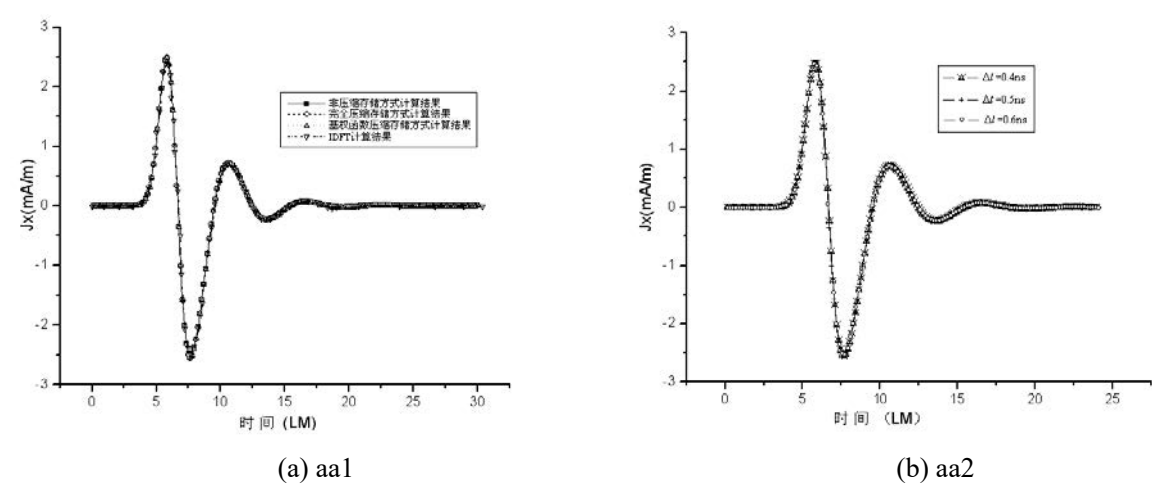 3
2
1
0
-1
-2
-3
Jx(mA/m)
非压缩存储方式计算结果
完全压缩存储方式计算结果
基权函数压缩存储方式计算结果
IDFT计算结果
0 5 10 15 20 25 30
时 间 (LM)
(a) aa1
3
2
1
0
-1
-2
-3
Jx(mA/m)
Δt=0.4ns
Δt=0.5ns
Δt=0.6ns
0 5 10 15 20 25
时 间 （LM）
(b) aa2